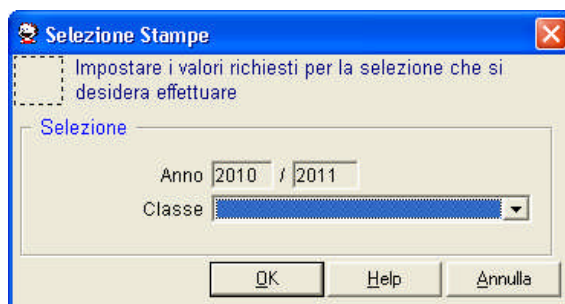 Selezione Stampe
Impostare i valori richiesti per la selezione che si
desidera effettuare
Selezione
Anno 2010 / 2011
Classe
OK Help Annulla